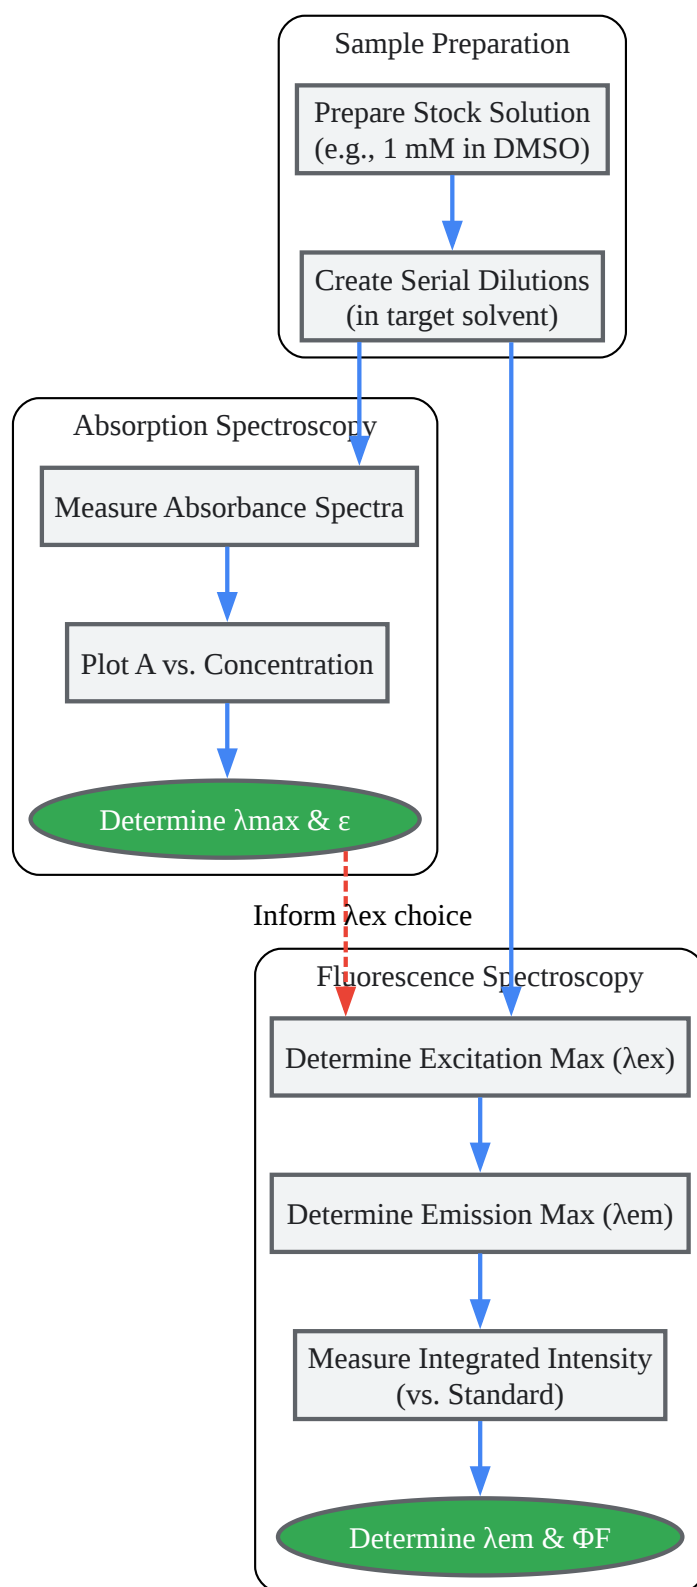 Sample Preparation
Prepare Stock Solution
(e.g., 1 mM in DMSO)
Create Serial Dilutions
(in target solvent)
Absorption Spectroscopy
Measure Absorbance Spectra
Plot A vs. Concentration
Determine λmax & ε
Inform λex choice
Fluorescence Spectroscopy
Determine Excitation Max (λex)
Determine Emission Max (λem)
Measure Integrated Intensity
(vs. Standard)
Determine λem & ΦF